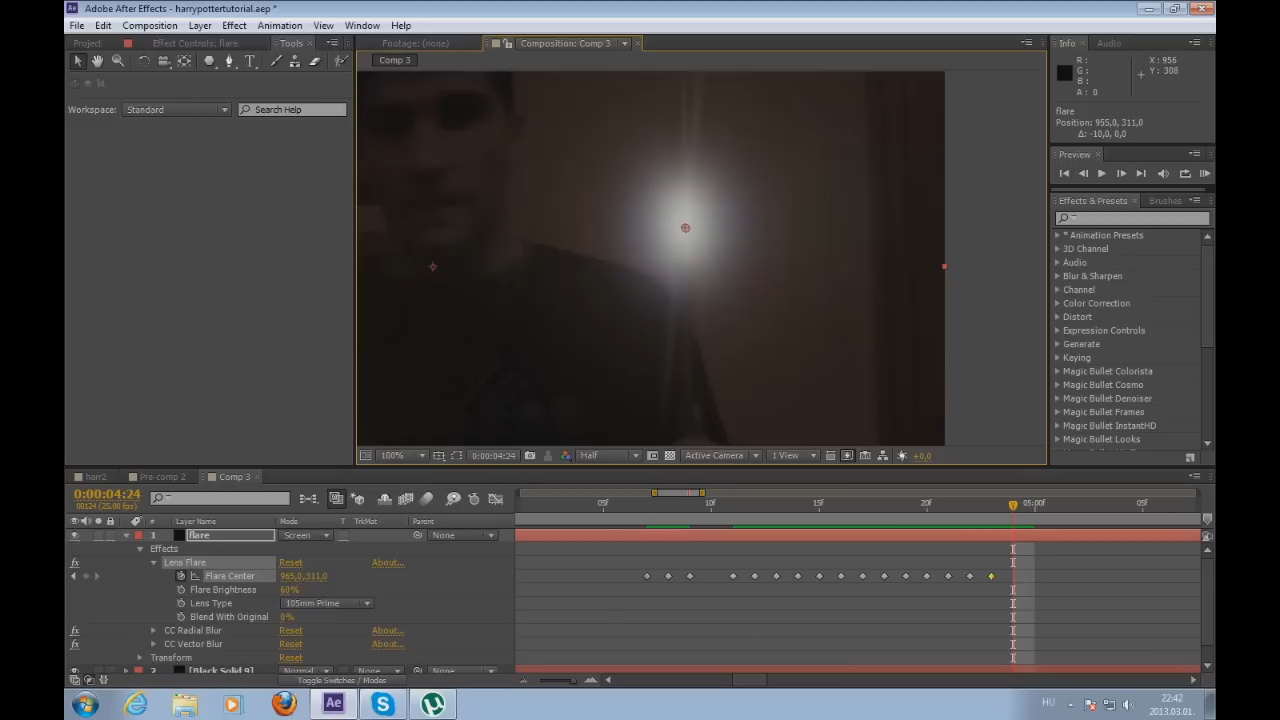 Adobe After Effects - harrypottertutorial.aep *
File Edit Composition Layer Effect Animation View Window Help
Project Effect Controls: flare Tools Footage: (none) Composition: Comp 3 Info Audio
Comp 3
Workspace: Standard Search Help
R :
G :
B :
A : 0
X : 956
Y : 308
flare
Position: 955,0, 311,0
Δ: -10,0, 0,0
Preview
Effects & Presets Brushes
* Animation Presets
3D Channel
Audio
Blur & Sharpen
Channel
Color Correction
Distort
Expression Controls
Generate
Keying
Magic Bullet Colorista
Magic Bullet Cosmo
Magic Bullet Denoiser
Magic Bullet Frames
Magic Bullet InstantHD
Magic Bullet Looks
100% 0:00:04:24 Half Active Camera 1 View +0,0
harr2 Pre-comp 2 Comp 3
0:00:04:24
00124 (25.00 fps)
05f 10f 15f 20f 05:00f 05f
# Layer Name Mode T TrkMat Parent
1 flare Screen None
Effects
Lens Flare Reset About...
Flare Center 965,0,311,0
Flare Brightness 60%
Lens Type 105mm Prime
Blend With Original 0%
CC Radial Blur Reset About...
CC Vector Blur Reset About...
Transform Reset
2 [Black Solid 9] Normal None None
Toggle Switches / Modes
HU 22:42
2013.03.01.